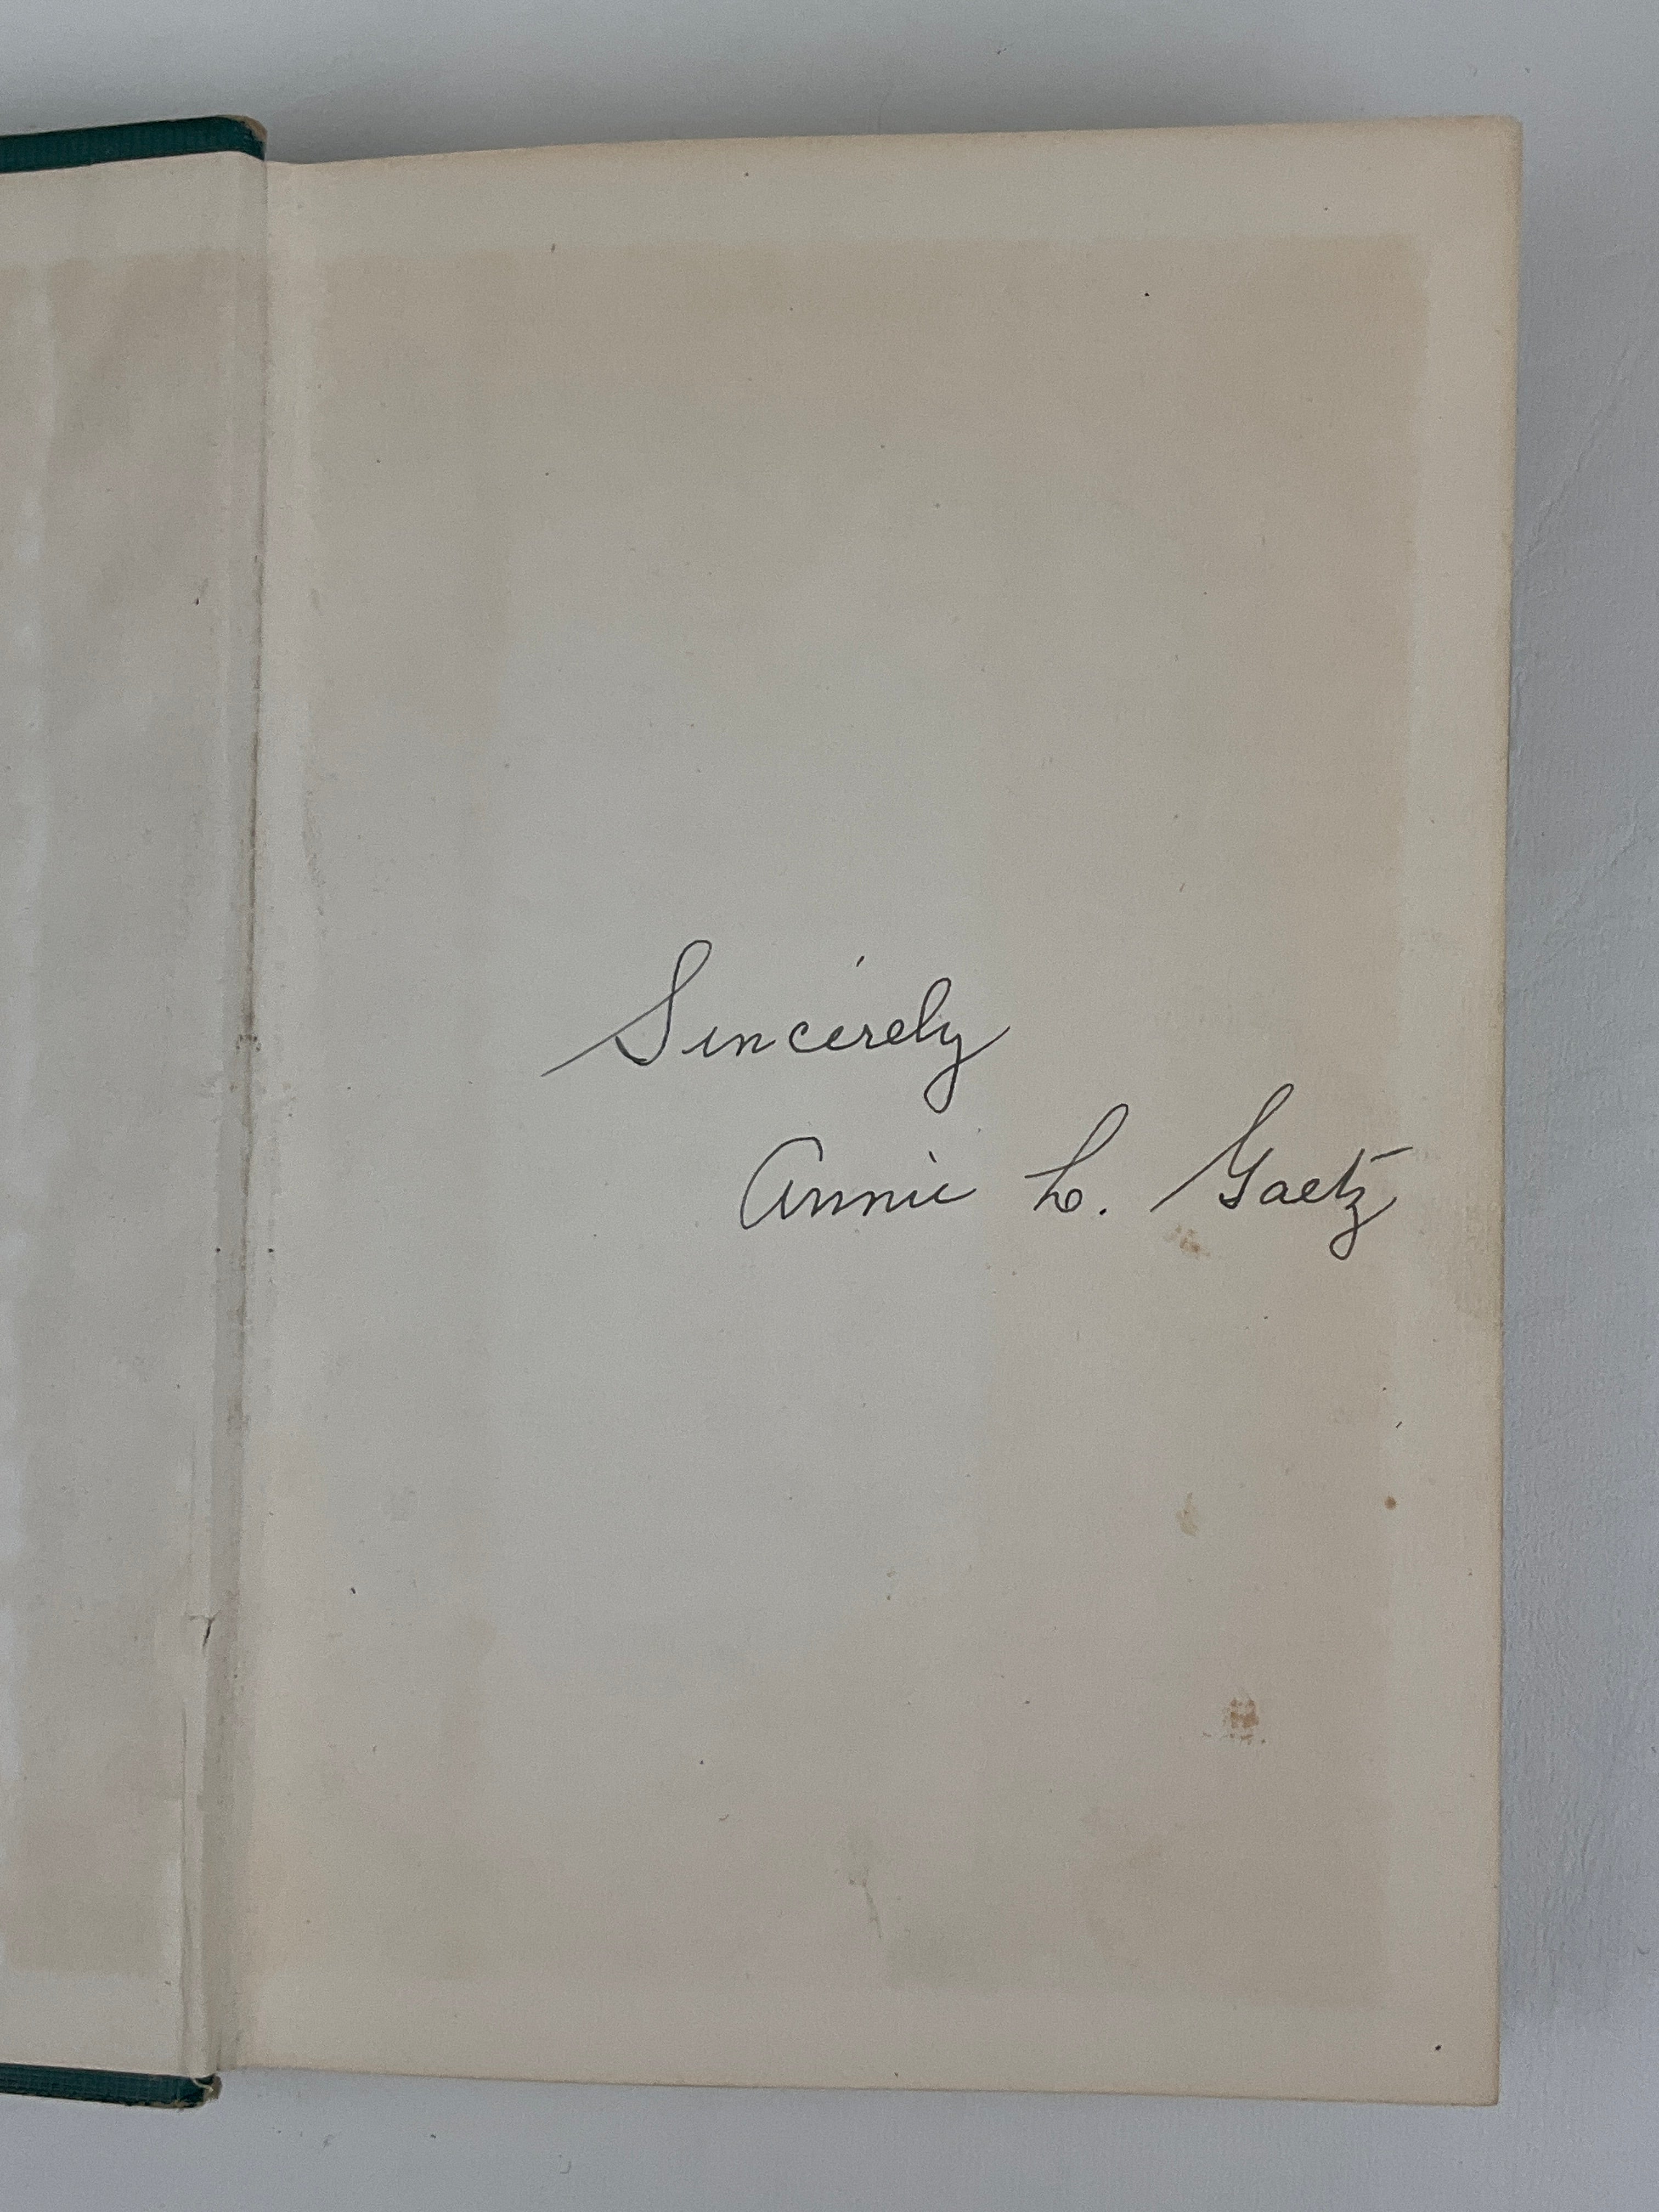 Sincerely
Annie L. Gaetz